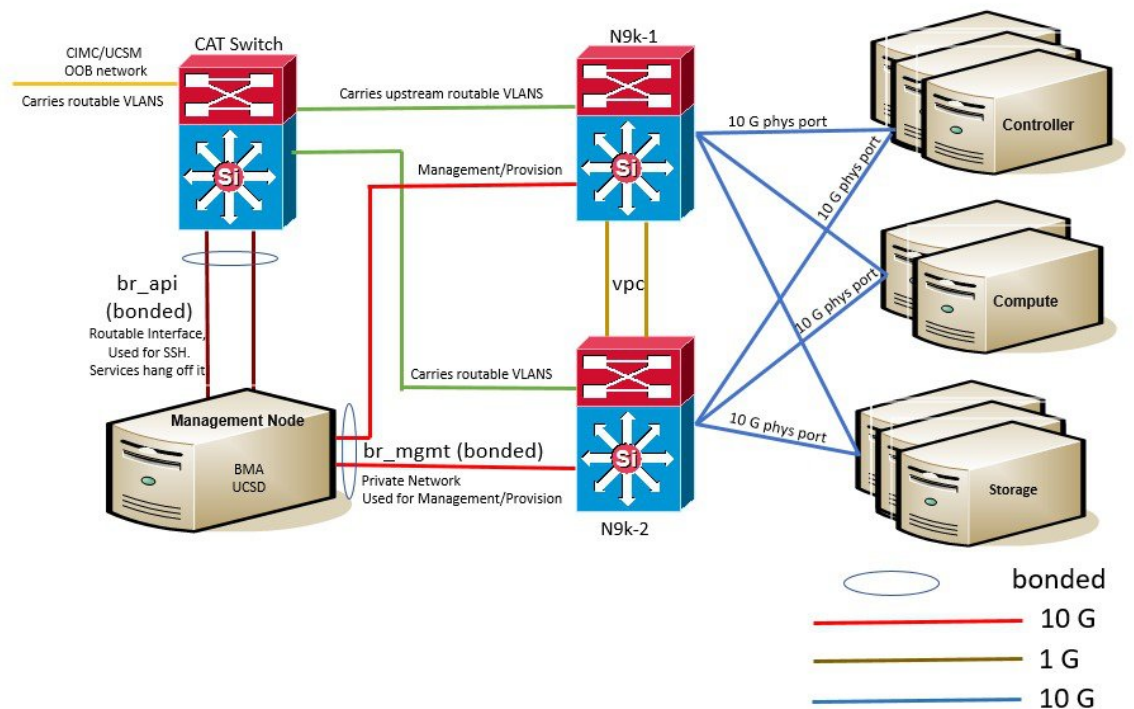 CAT Switch
N9k-1
CIMC/UCSM
OOB network
Carries routable VLANS
Carries upstream routable VLANS
10 G phys port
Controller
Si
Si
Management/Provision
10 G phys port
br_api
(bonded)
Routable Interface,
Used for SSH.
Services hang off it
vpc
10 G phys port
Compute
Carries routable VLANS
Management Node
br_mgmt (bonded)
10 G phys port
BMA
UCSD
Private Network
Used for Management/Provision
Si
Storage
N9k-2
bonded
10 G
1 G
10 G